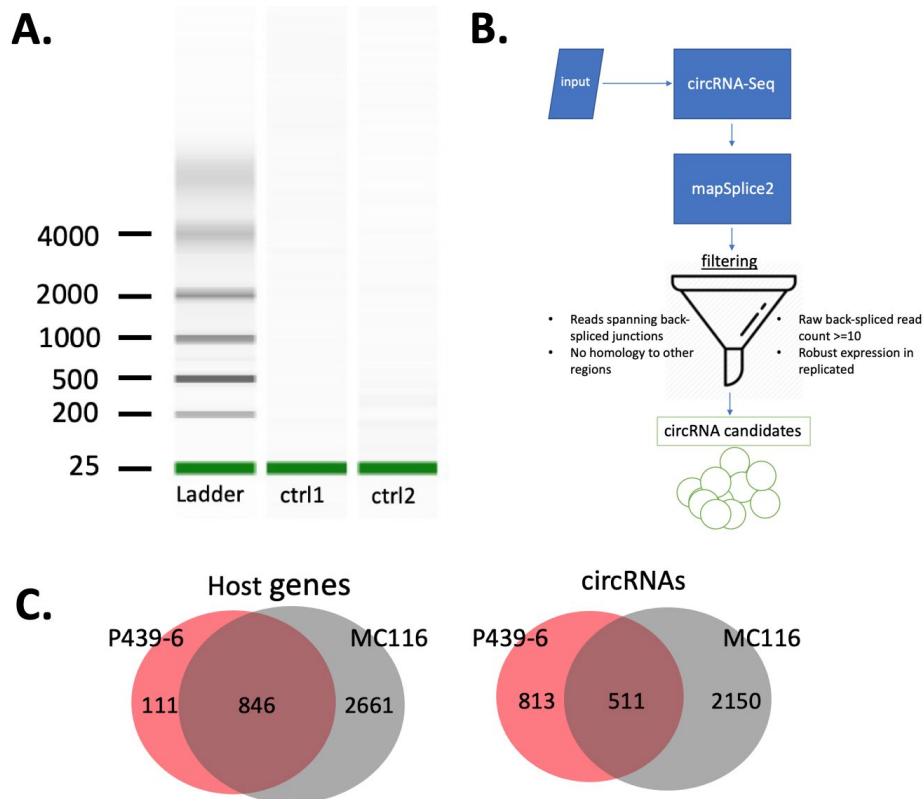 A.
4000
2000
1000
500
200
25
Ladder
ctrl1
ctrl2
B.
input
circRNA-Seq
mapSplice2
filtering
• Reads spanning back-
spliced junctions
• No homology to other
regions
• Raw back-spliced read
count >=10
• Robust expression in
replicated
circRNA candidates
C.
Host genes
P439-6
MC116
111
846
2661
circRNAs
P439-6
MC116
813
511
2150